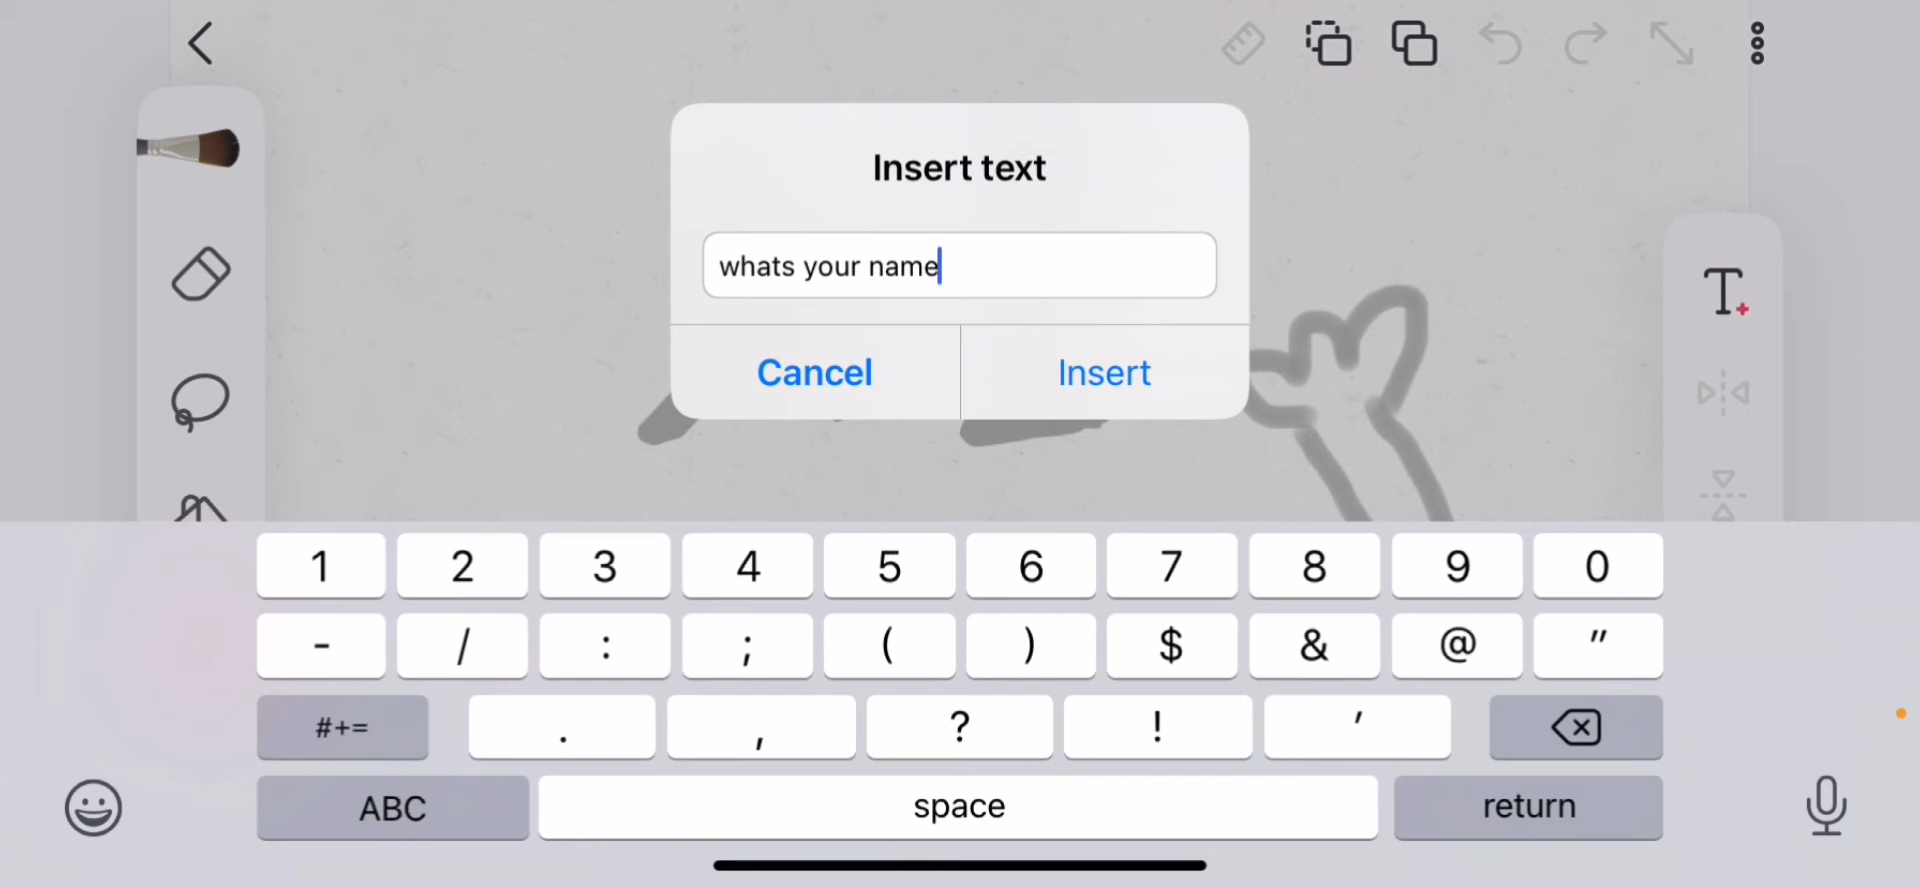 Insert text
whats your name
Cancel Insert
1 2 3 4 5 6 7 8 9 0
- / : ; ( ) $ & @ "
#+= . , ? ! '
ABC space return